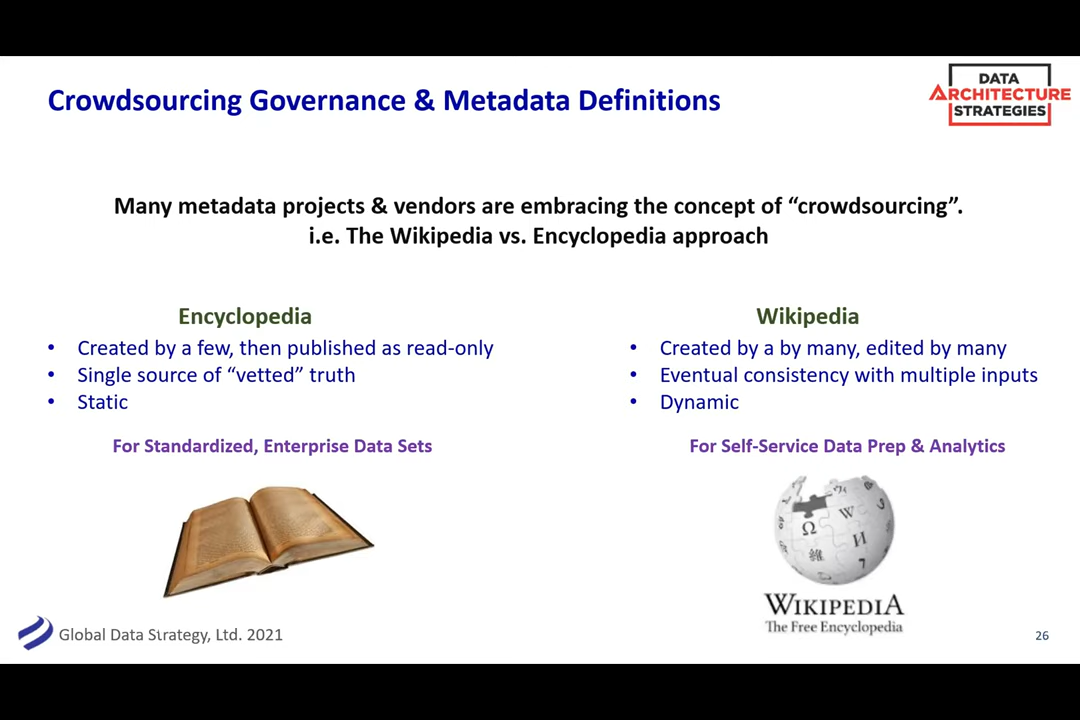 Crowdsourcing Governance & Metadata Definitions
DATA
ARCHITECTURE
STRATEGIES
Many metadata projects & vendors are embracing the concept of “crowdsourcing”.
i.e. The Wikipedia vs. Encyclopedia approach
Encyclopedia
• Created by a few, then published as read-only
• Single source of “vetted” truth
• Static
For Standardized, Enterprise Data Sets
Wikipedia
• Created by a by many, edited by many
• Eventual consistency with multiple inputs
• Dynamic
For Self-Service Data Prep & Analytics
Ω
W
И
維
WIKIPEDIA
The Free Encyclopedia
Global Data Strategy, Ltd. 2021
26